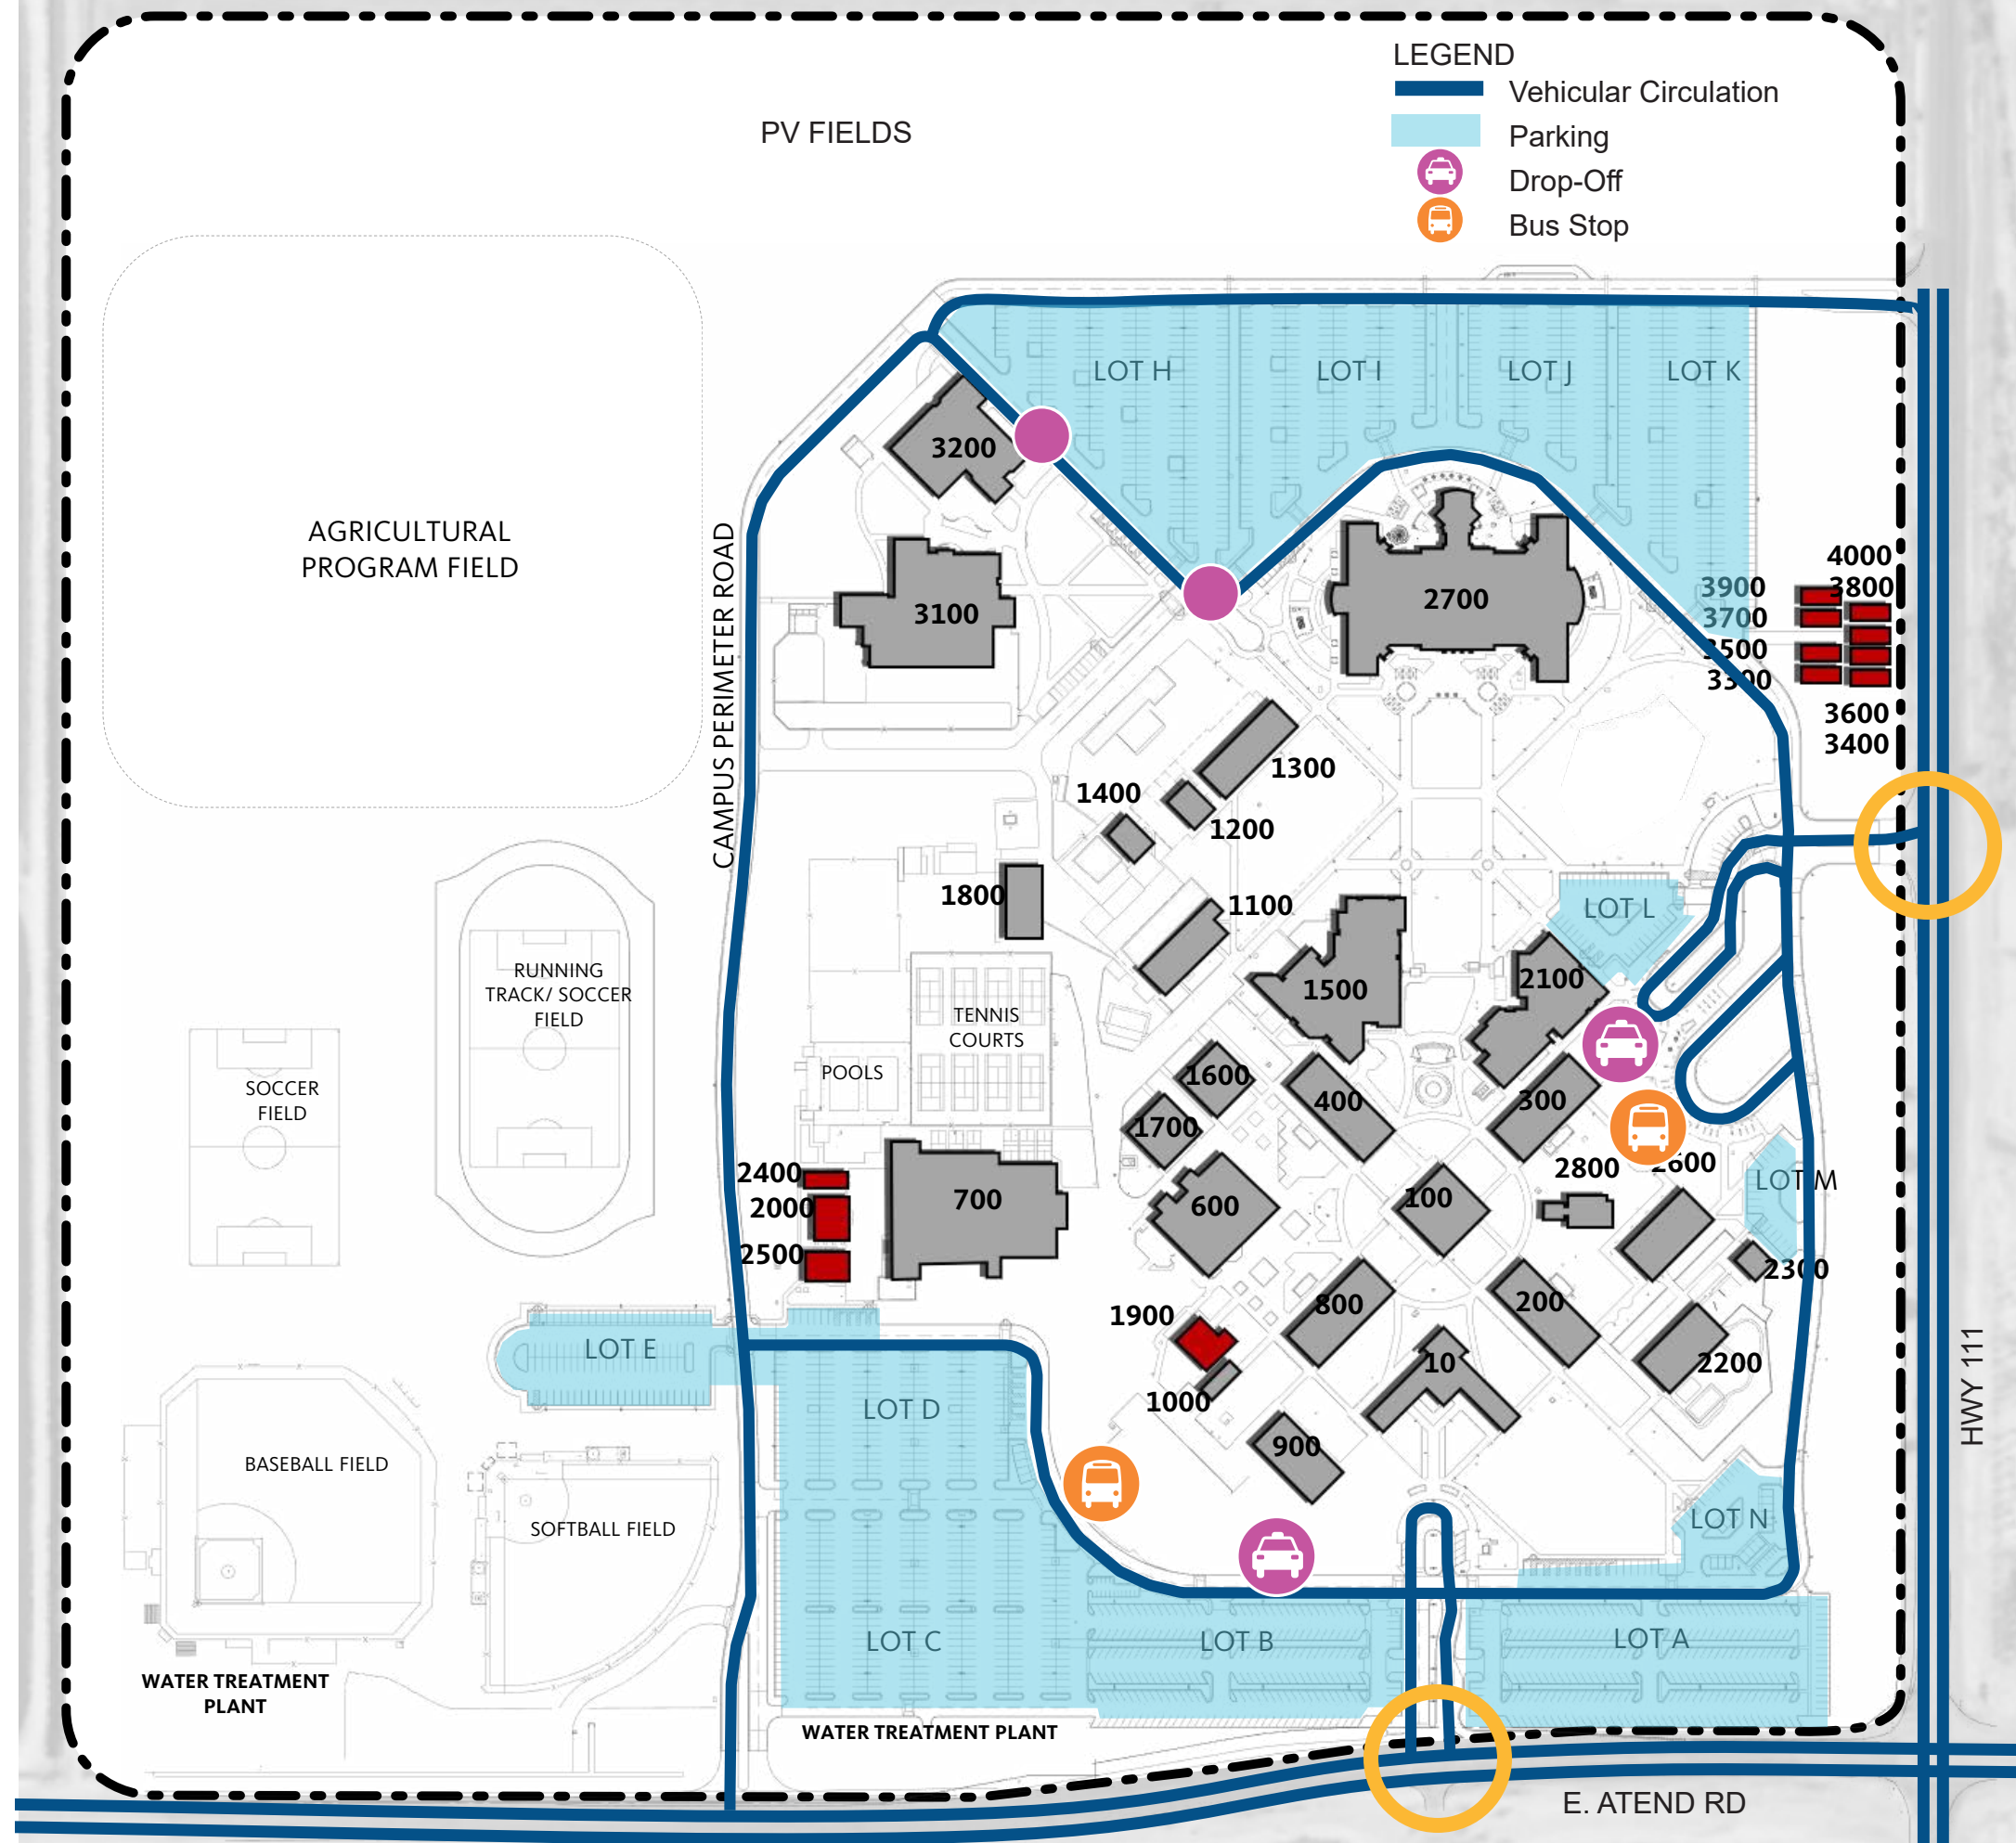 LEGEND
Vehicular Circulation
Parking
Drop-Off
Bus Stop
PV FIELDS
LOT H
LOT I
LOT J
LOT K
3200
AGRICULTURAL
PROGRAM FIELD
CAMPUS PERIMETER ROAD
3100
2700
4000
3900
3800
3700
3500
3300
3600
3400
1300
1400
1200
1800
1100
LOT L
RUNNING
TRACK/ SOCCER
FIELD
1500
2100
TENNIS
COURTS
SOCCER
FIELD
POOLS
1600
400
300
1700
2400
2000
2500
700
600
100
2800
2600
LOT M
2300
1900
800
200
10
2200
1000
LOT E
LOT D
900
HWY 111
BASEBALL FIELD
SOFTBALL FIELD
LOT N
LOT C
LOT B
LOT A
WATER TREATMENT
PLANT
WATER TREATMENT PLANT
E. ATEND RD